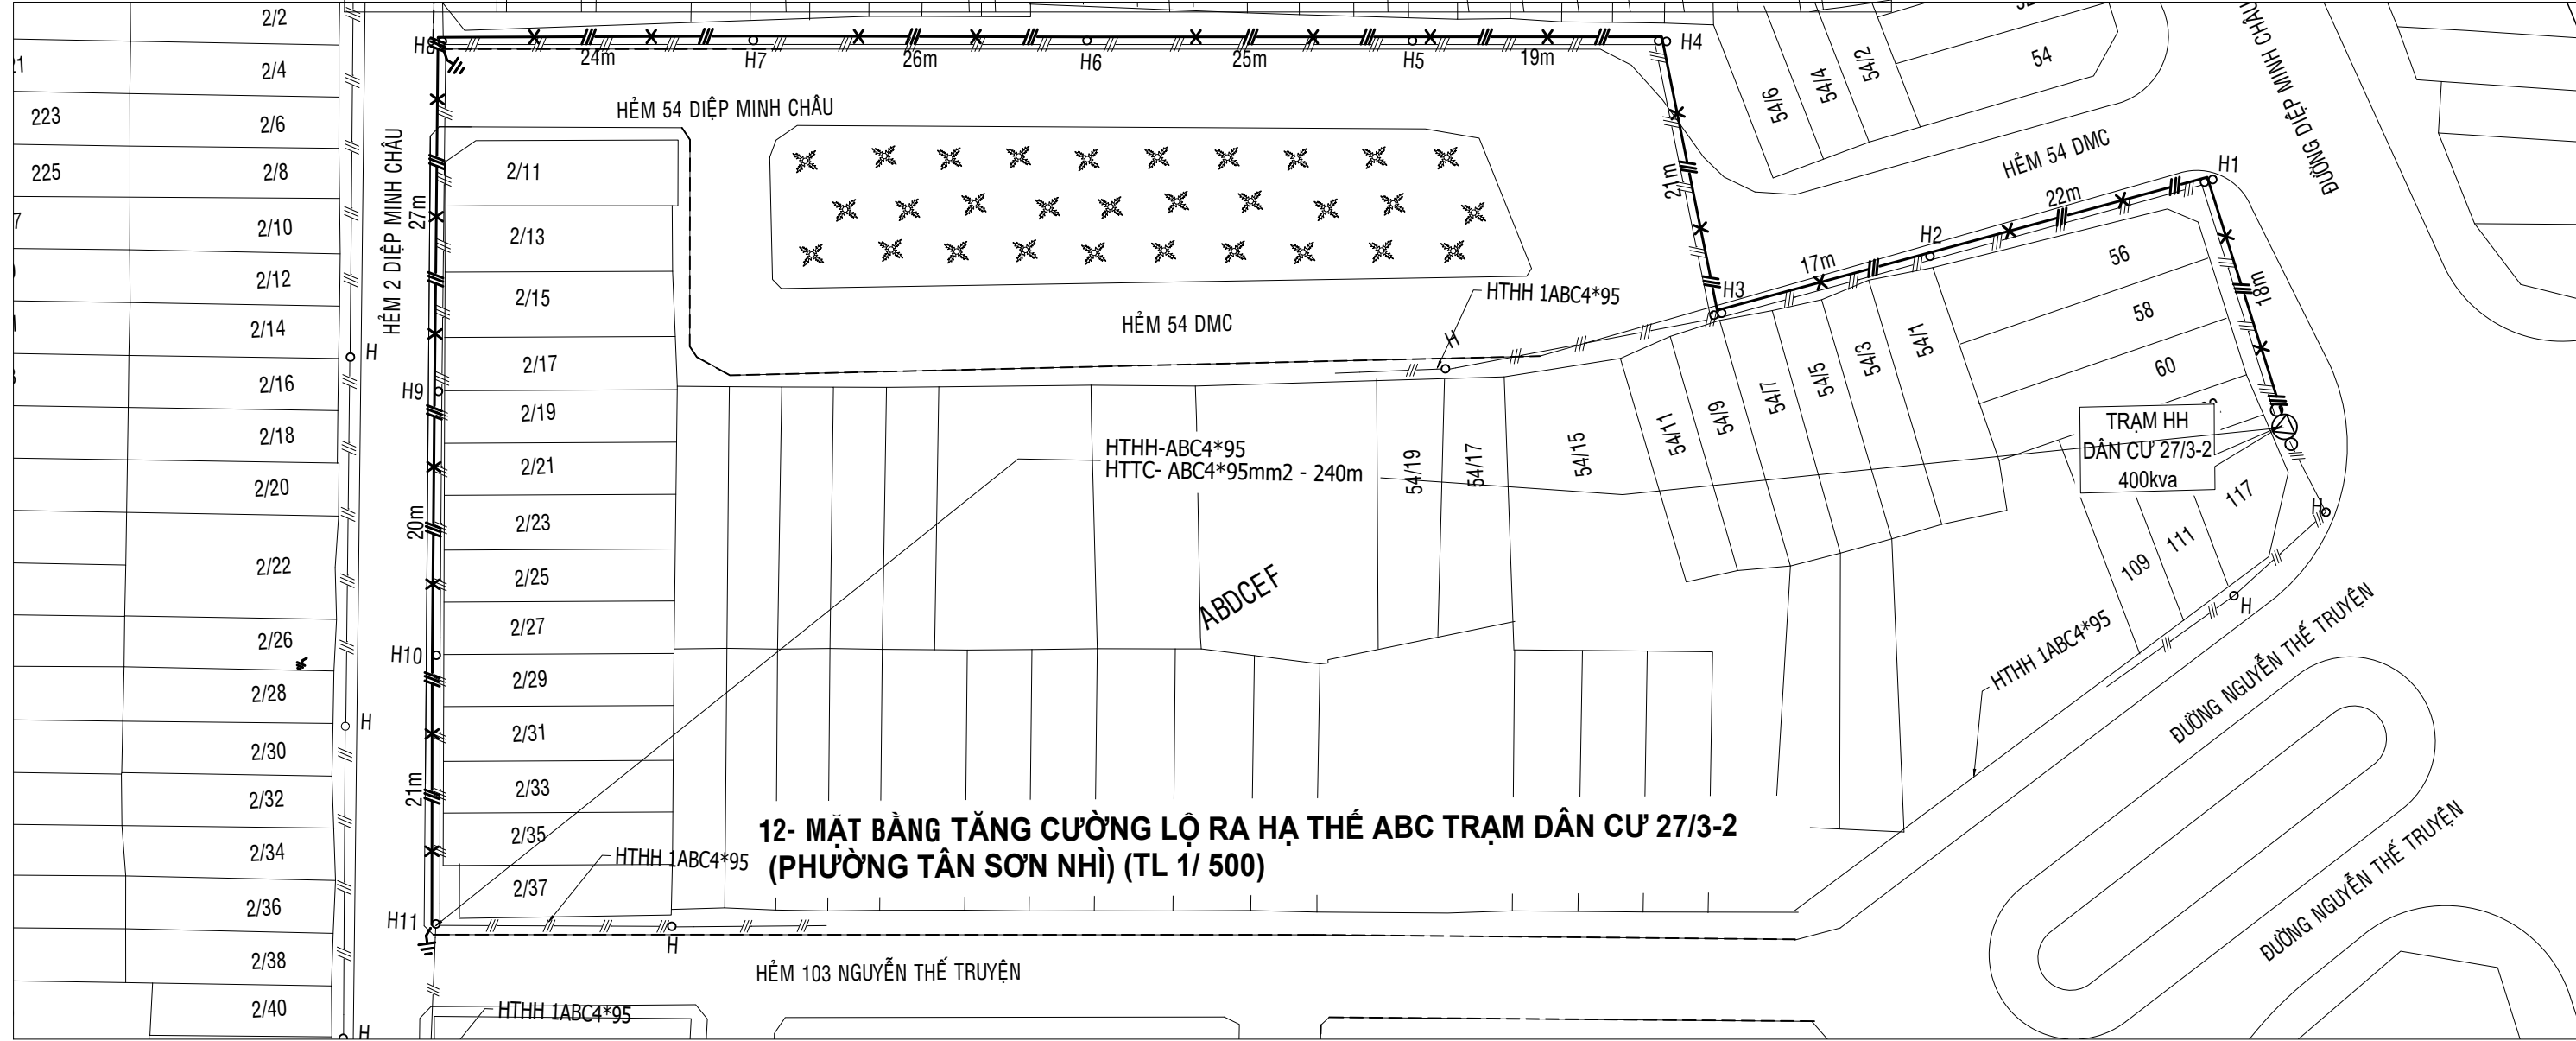 2/2
2/4
2/6
2/8
2/10
2/12
2/14
2/16
2/18
2/20
2/22
2/26
2/28
2/30
2/32
2/34
2/36
2/38
2/40
223
225
7
H
H
H
HẺM 2 DIỆP MINH CHÂU
27m
20m
21m
H8
H9
H10
H11
24m
H7
26m
H6
25m
H5
19m
H4
HẺM 54 DIỆP MINH CHÂU
2/11
2/13
2/15
2/17
2/19
2/21
2/23
2/25
2/27
2/29
2/31
2/33
2/35
2/37
21m
H3
17m
H2
22m
H1
18m
54/6
54/4
54/2
54
HẺM 54 DMC
ĐƯỜNG DIỆP MINH CHÂU
HẺM 54 DMC
HTHH 1ABC4*95
H
56
58
60
54/1
54/3
54/5
54/7
54/9
54/11
54/15
54/17
54/19
TRẠM HH
DÂN CƯ 27/3-2
400kva
117
111
109
H
H
HTHH-ABC4*95
HTTC- ABC4*95mm2 - 240m
ABDCEF
HTHH 1ABC4*95
ĐƯỜNG NGUYỄN THẾ TRUYỆN
ĐƯỜNG NGUYỄN THẾ TRUYỆN
12- MẶT BẰNG TĂNG CƯỜNG LỘ RA HẠ THẾ ABC TRẠM DÂN CƯ 27/3-2
(PHƯỜNG TÂN SƠN NHÌ) (TL 1/ 500)
HTHH 1ABC4*95
H
HẺM 103 NGUYỄN THẾ TRUYỆN
HTHH 1ABC4*95